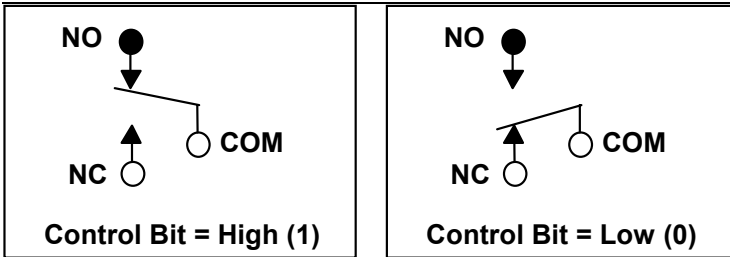 NO
COM
NC
Control Bit = High (1)
NO
COM
NC
Control Bit = Low (0)